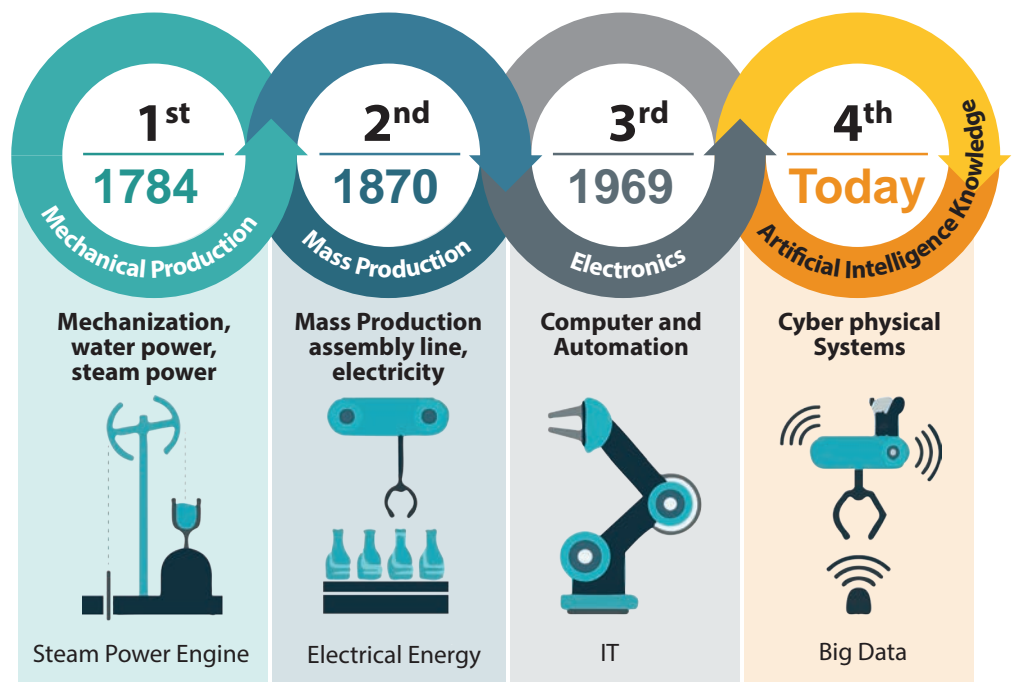 1st
1784
Mechanical Production
Mechanization,
water power,
steam power
Steam Power Engine
2nd
1870
Mass Production
Mass Production
assembly line,
electricity
Electrical Energy
3rd
1969
Electronics
Computer and
Automation
IT
4th
Today
Artificial Intelligence Knowledge
Cyber physical
Systems
Big Data